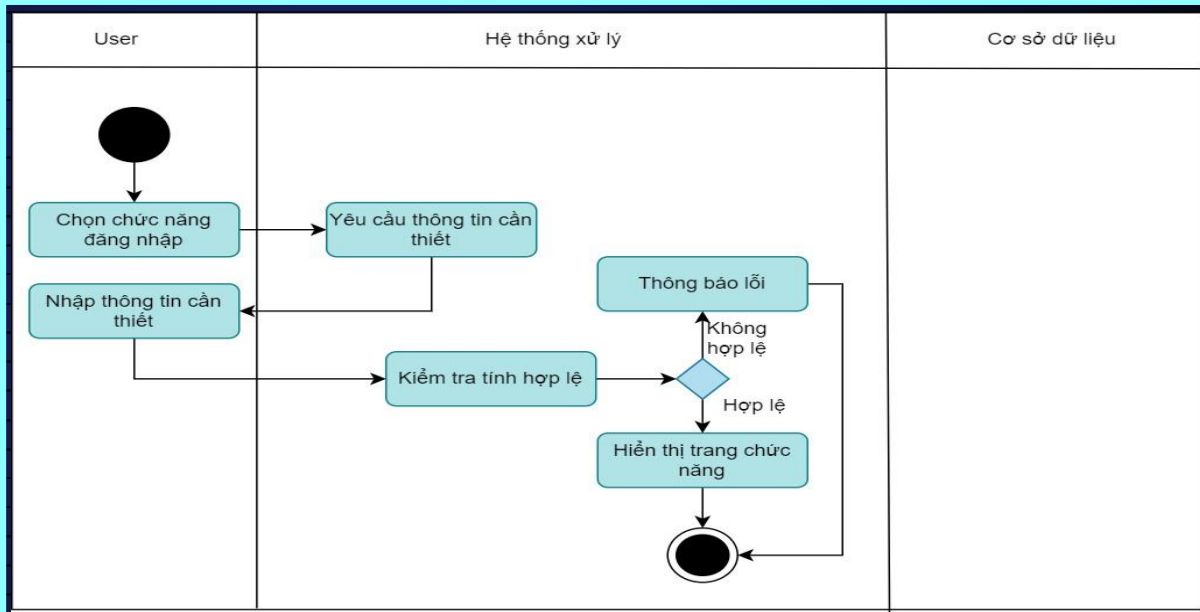 User
Hệ thống xử lý
Cơ sở dữ liệu
Chọn chức năng
đăng nhập
Yêu cầu thông tin cần
thiết
Nhập thông tin cần
thiết
Thông báo lỗi
Không
hợp lệ
Kiểm tra tính hợp lệ
Hợp lệ
Hiển thị trang chức
năng